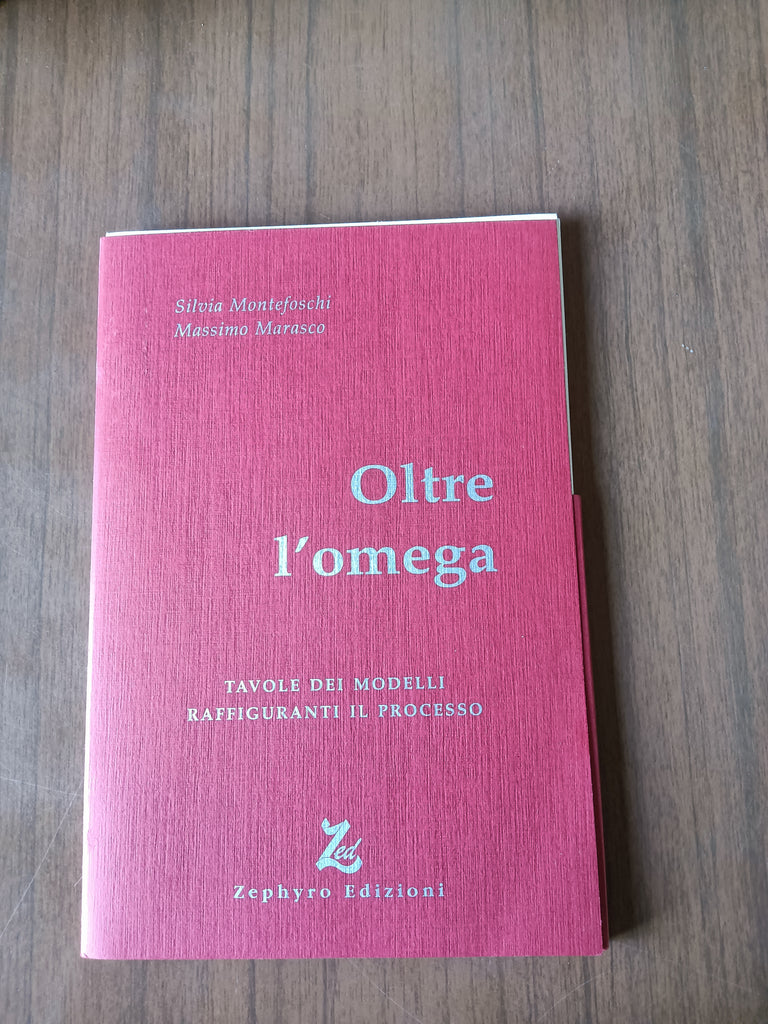 Silvia Montefoschi
Massimo Marasco
Oltre
l'omega
TAVOLE DEI MODELLI
RAFFIGURANTI IL PROCESSO
Zed
Zephyro Edizioni